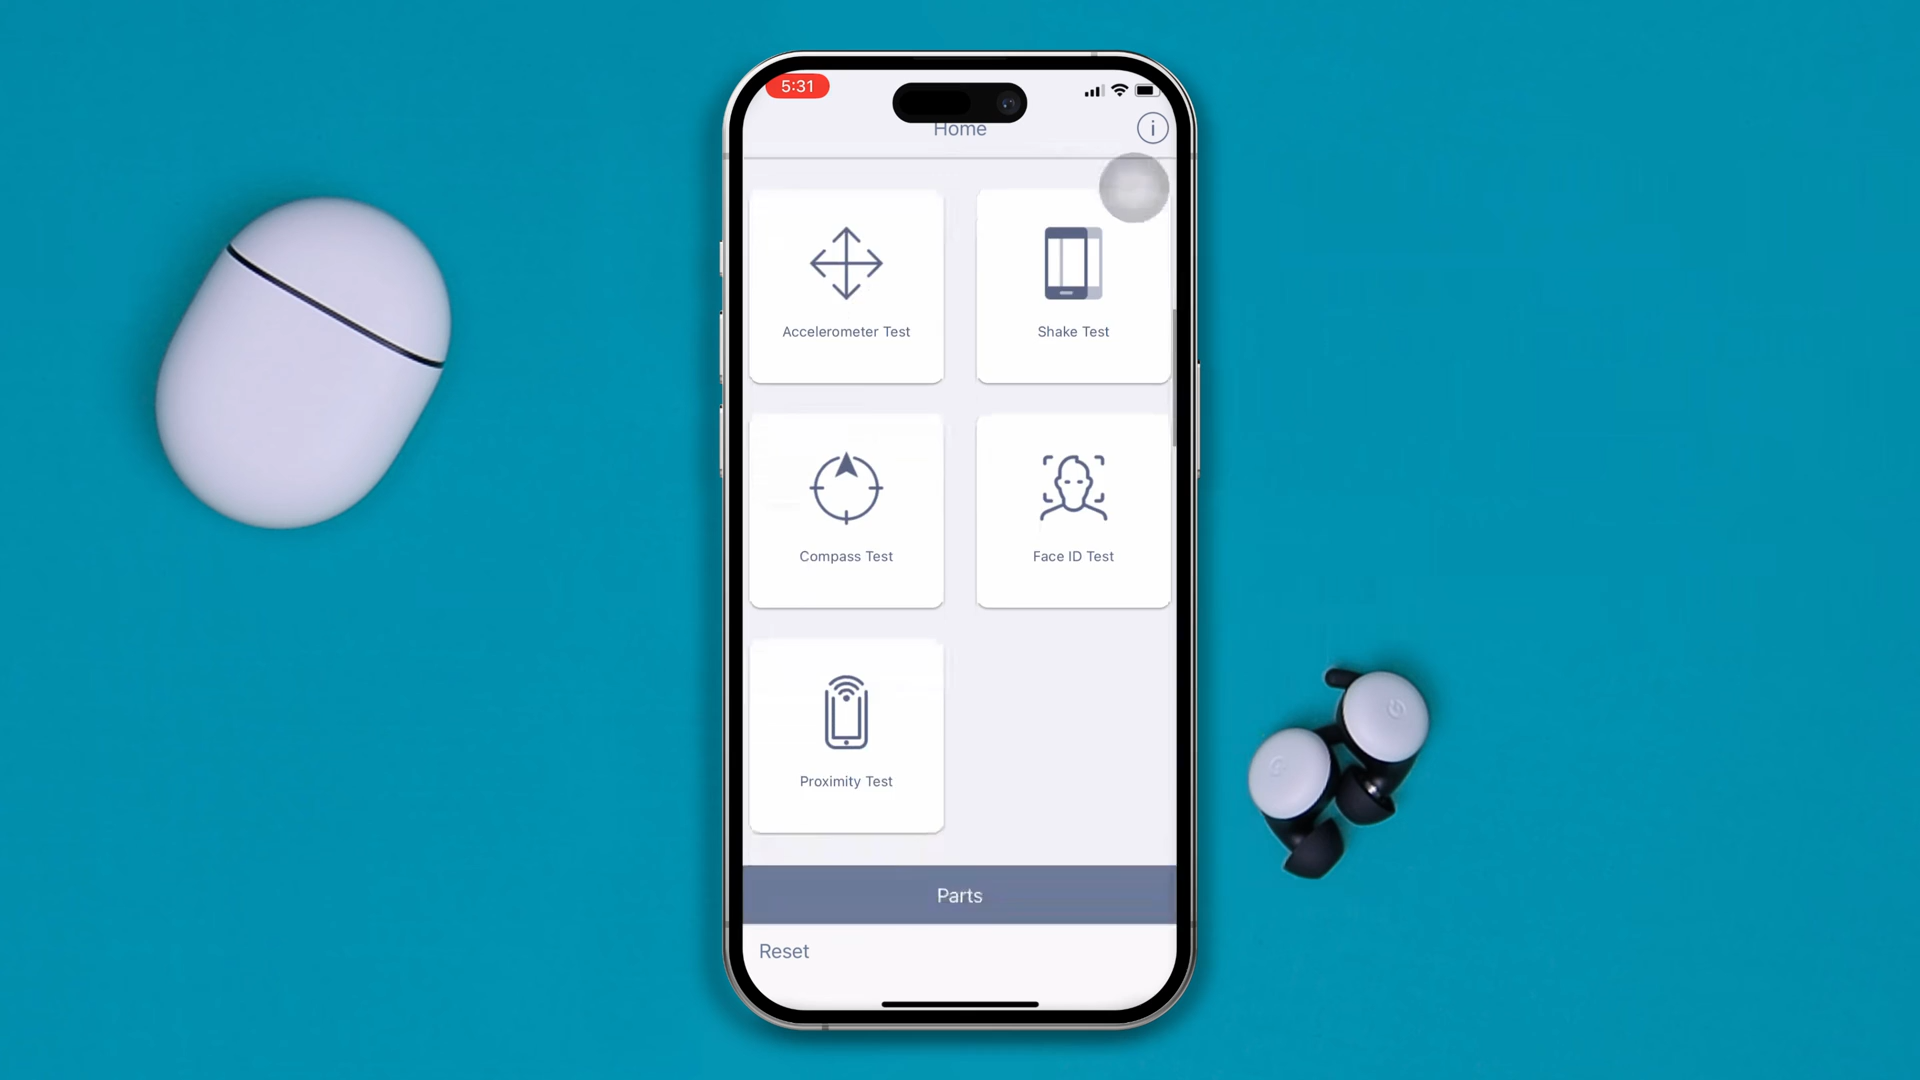 5:31
Home
Accelerometer Test
Shake Test
Compass Test
Face ID Test
Proximity Test
Parts
Reset